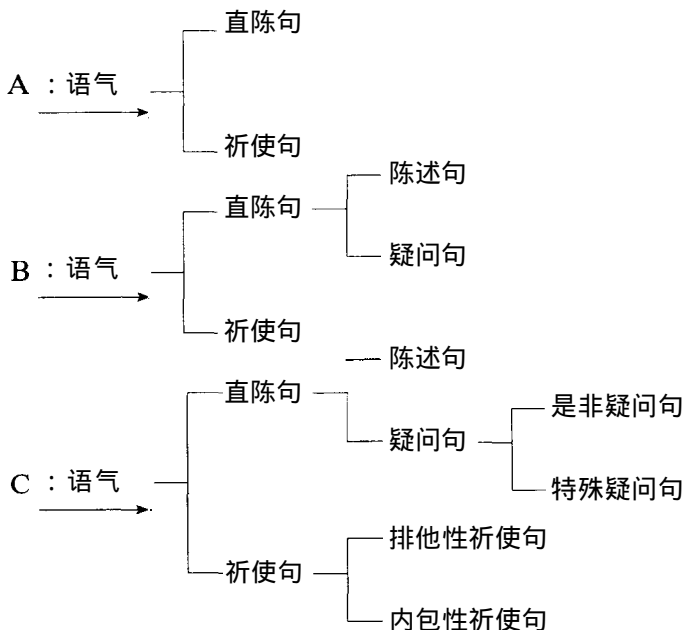 直陈句
A ：语气
祈使句
陈述句
直陈句
疑问句
B ：语气
祈使句
陈述句
直陈句
是非疑问句
疑问句
C ：语气
特殊疑问句
排他性祈使句
祈使句
内包性祈使句